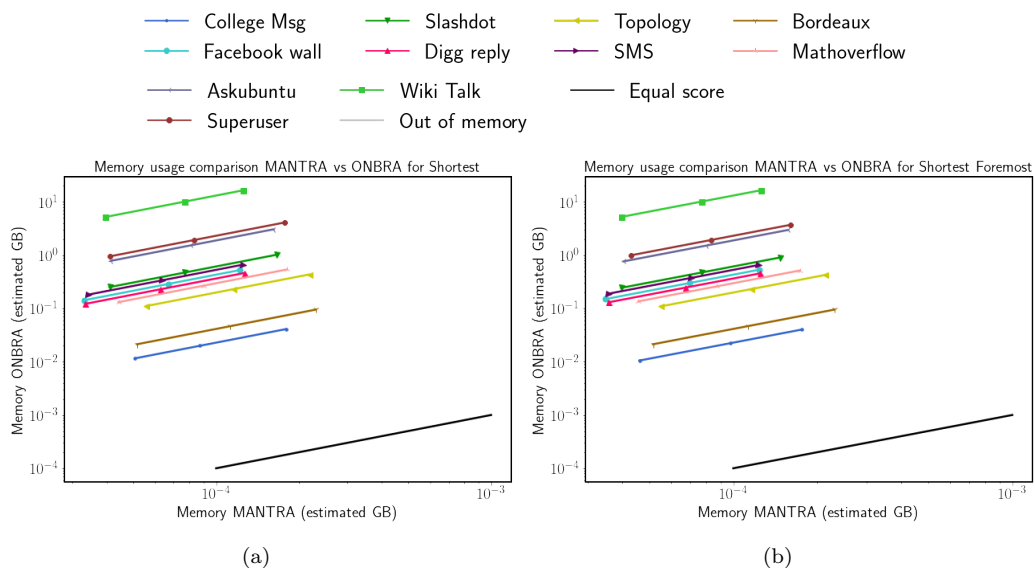 College Msg Slashdot Topology Bordeaux
Facebook wall Digg reply SMS Mathoverflow
Askubuntu Wiki Talk Equal score
Superuser Out of memory
Memory usage comparison MANTRA vs ONBRA for Shortest
10^1
10^0
10^-1
10^-2
10^-3
10^-4
Memory ONBRA (estimated GB)
10^-4 10^-3
Memory MANTRA (estimated GB)
(a)
Memory usage comparison MANTRA vs ONBRA for Shortest Foremost
10^1
10^0
10^-1
10^-2
10^-3
10^-4
Memory ONBRA (estimated GB)
10^-4 10^-3
Memory MANTRA (estimated GB)
(b)